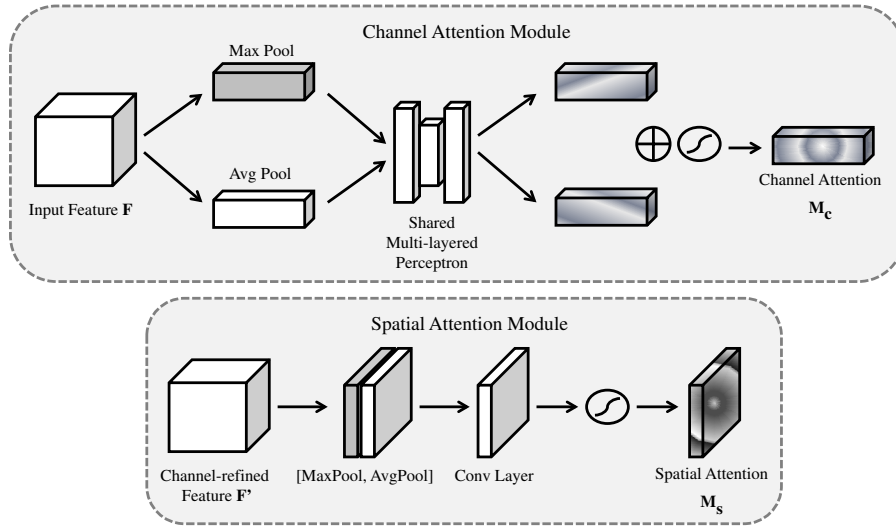 Channel Attention Module
Max Pool
Avg Pool
Input Feature F
Shared
Multi-layered
Perceptron
Channel Attention
Mc
Spatial Attention Module
Channel-refined
Feature F'
[MaxPool, AvgPool]
Conv Layer
Spatial Attention
Ms